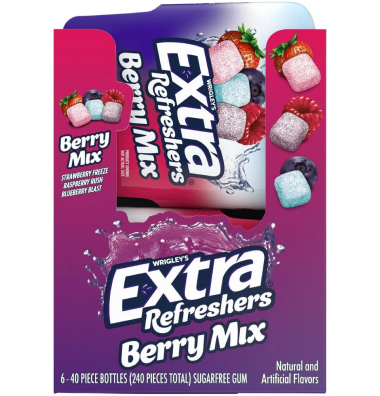 WRIGLEY'S
Extra®
Refreshers
Berry Mix
Berry
Mix
STRAWBERRY FREEZE
RASPBERRY RUSH
BLUEBERRY BLAST
WRIGLEY'S
Extra®
Refreshers
Berry Mix
6 - 40 PIECE BOTTLES (240 PIECES TOTAL) SUGARFREE GUM
Natural and
Artificial Flavors